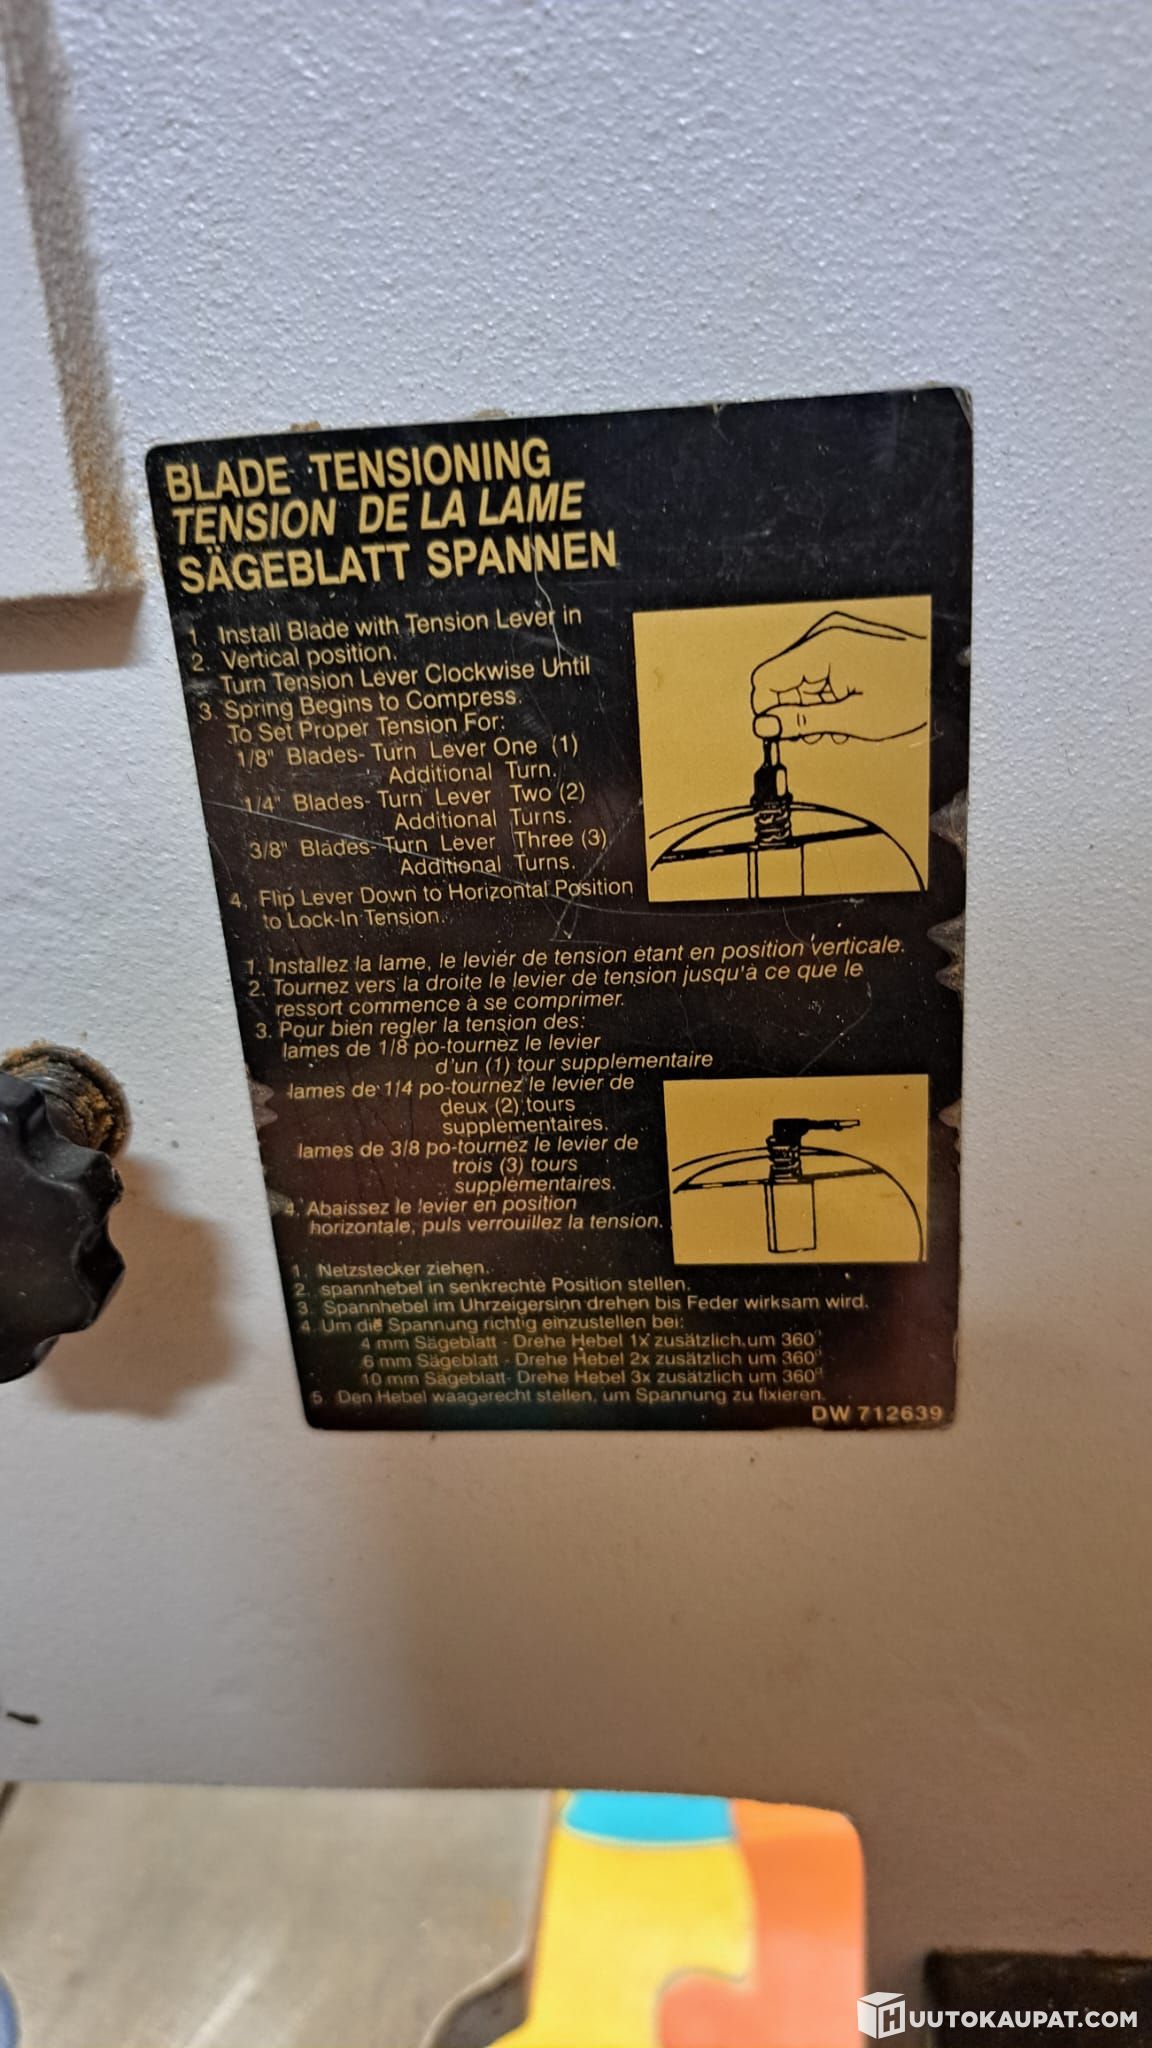 BLADE TENSIONING
TENSION DE LA LAME
SÄGEBLATT SPANNEN
1. Install Blade with Tension Lever in
2. Vertical position.
Turn Tension Lever Clockwise Until
3. Spring Begins to Compress.
To Set Proper Tension For:
1/8" Blades- Turn Lever One (1)
Additional Turn.
1/4" Blades- Turn Lever Two (2)
Additional Turns.
3/8" Blades- Turn Lever Three (3)
Additional Turns.
4. Flip Lever Down to Horizontal Position
to Lock-In Tension.
1. Installez la lame, le levier de tension étant en position verticale.
2. Tournez vers la droite le levier de tension jusqu'à ce que le
ressort commence à se comprimer.
3. Pour bien regler la tension des:
lames de 1/8 po-tournez le levier
d'un (1) tour supplémentaire
lames de 1/4 po-tournez le levier de
deux (2) tours
supplémentaires.
lames de 3/8 po-tournez le levier de
trois (3) tours
supplémentaires.
4. Abaissez le levier en position
horizontale, puls verrouillez la tension.
1. Netzstecker ziehen.
2. spannhebel in senkrechte Position stellen.
3. Spannhebel im Uhrzeigersinn drehen bis Feder wirksam wird.
4. Um die Spannung richtig einzustellen bei:
4 mm Sägeblatt - Drehe Hebel 1x zusätzlich um 360°
6 mm Sägeblatt - Drehe Hebel 2x zusätzlich um 360°
10 mm Sägeblatt- Drehe Hebel 3x zusätzlich um 360°
5. Den Hebel waagerecht stellen, um Spannung zu fixieren.
DW 712639
HUUTOKAUPAT.COM